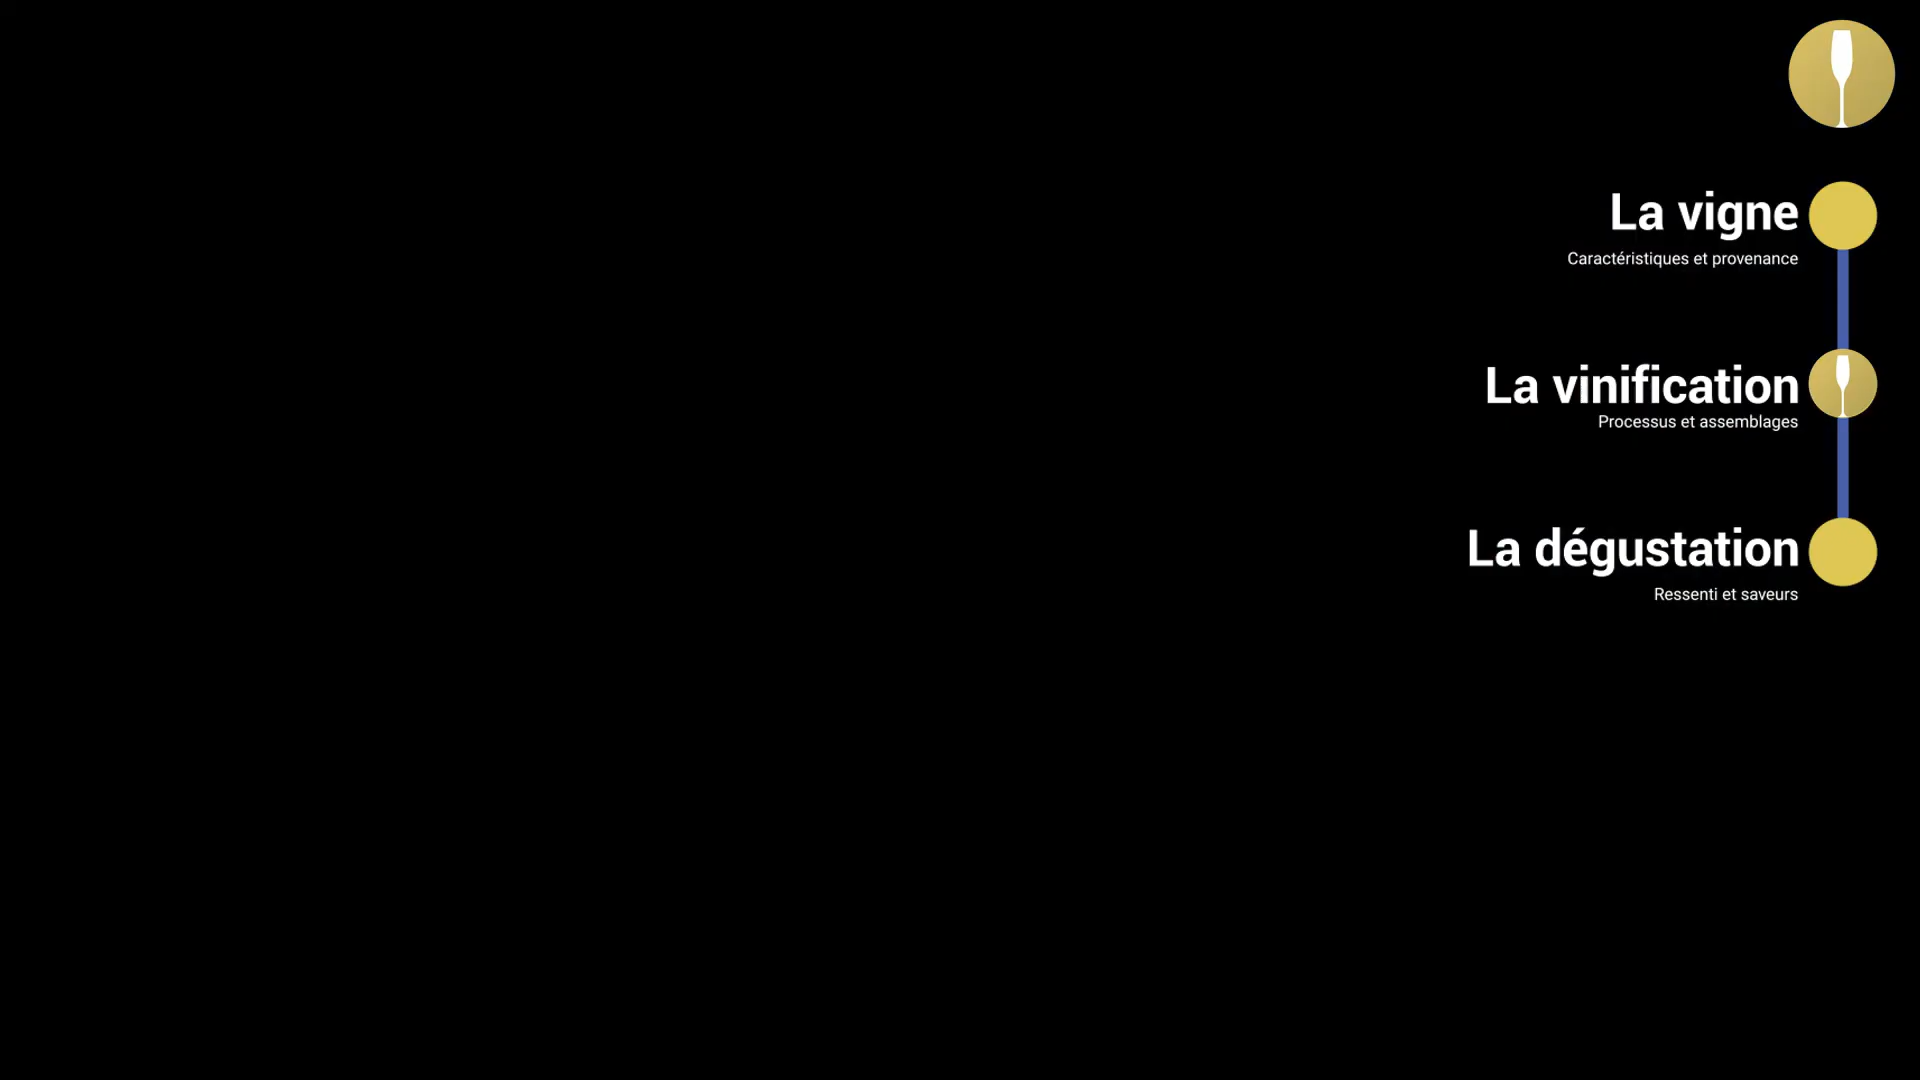 La vigne
Caractéristiques et provenance
La vinification
Processus et assemblages
La dégustation
Ressenti et saveurs